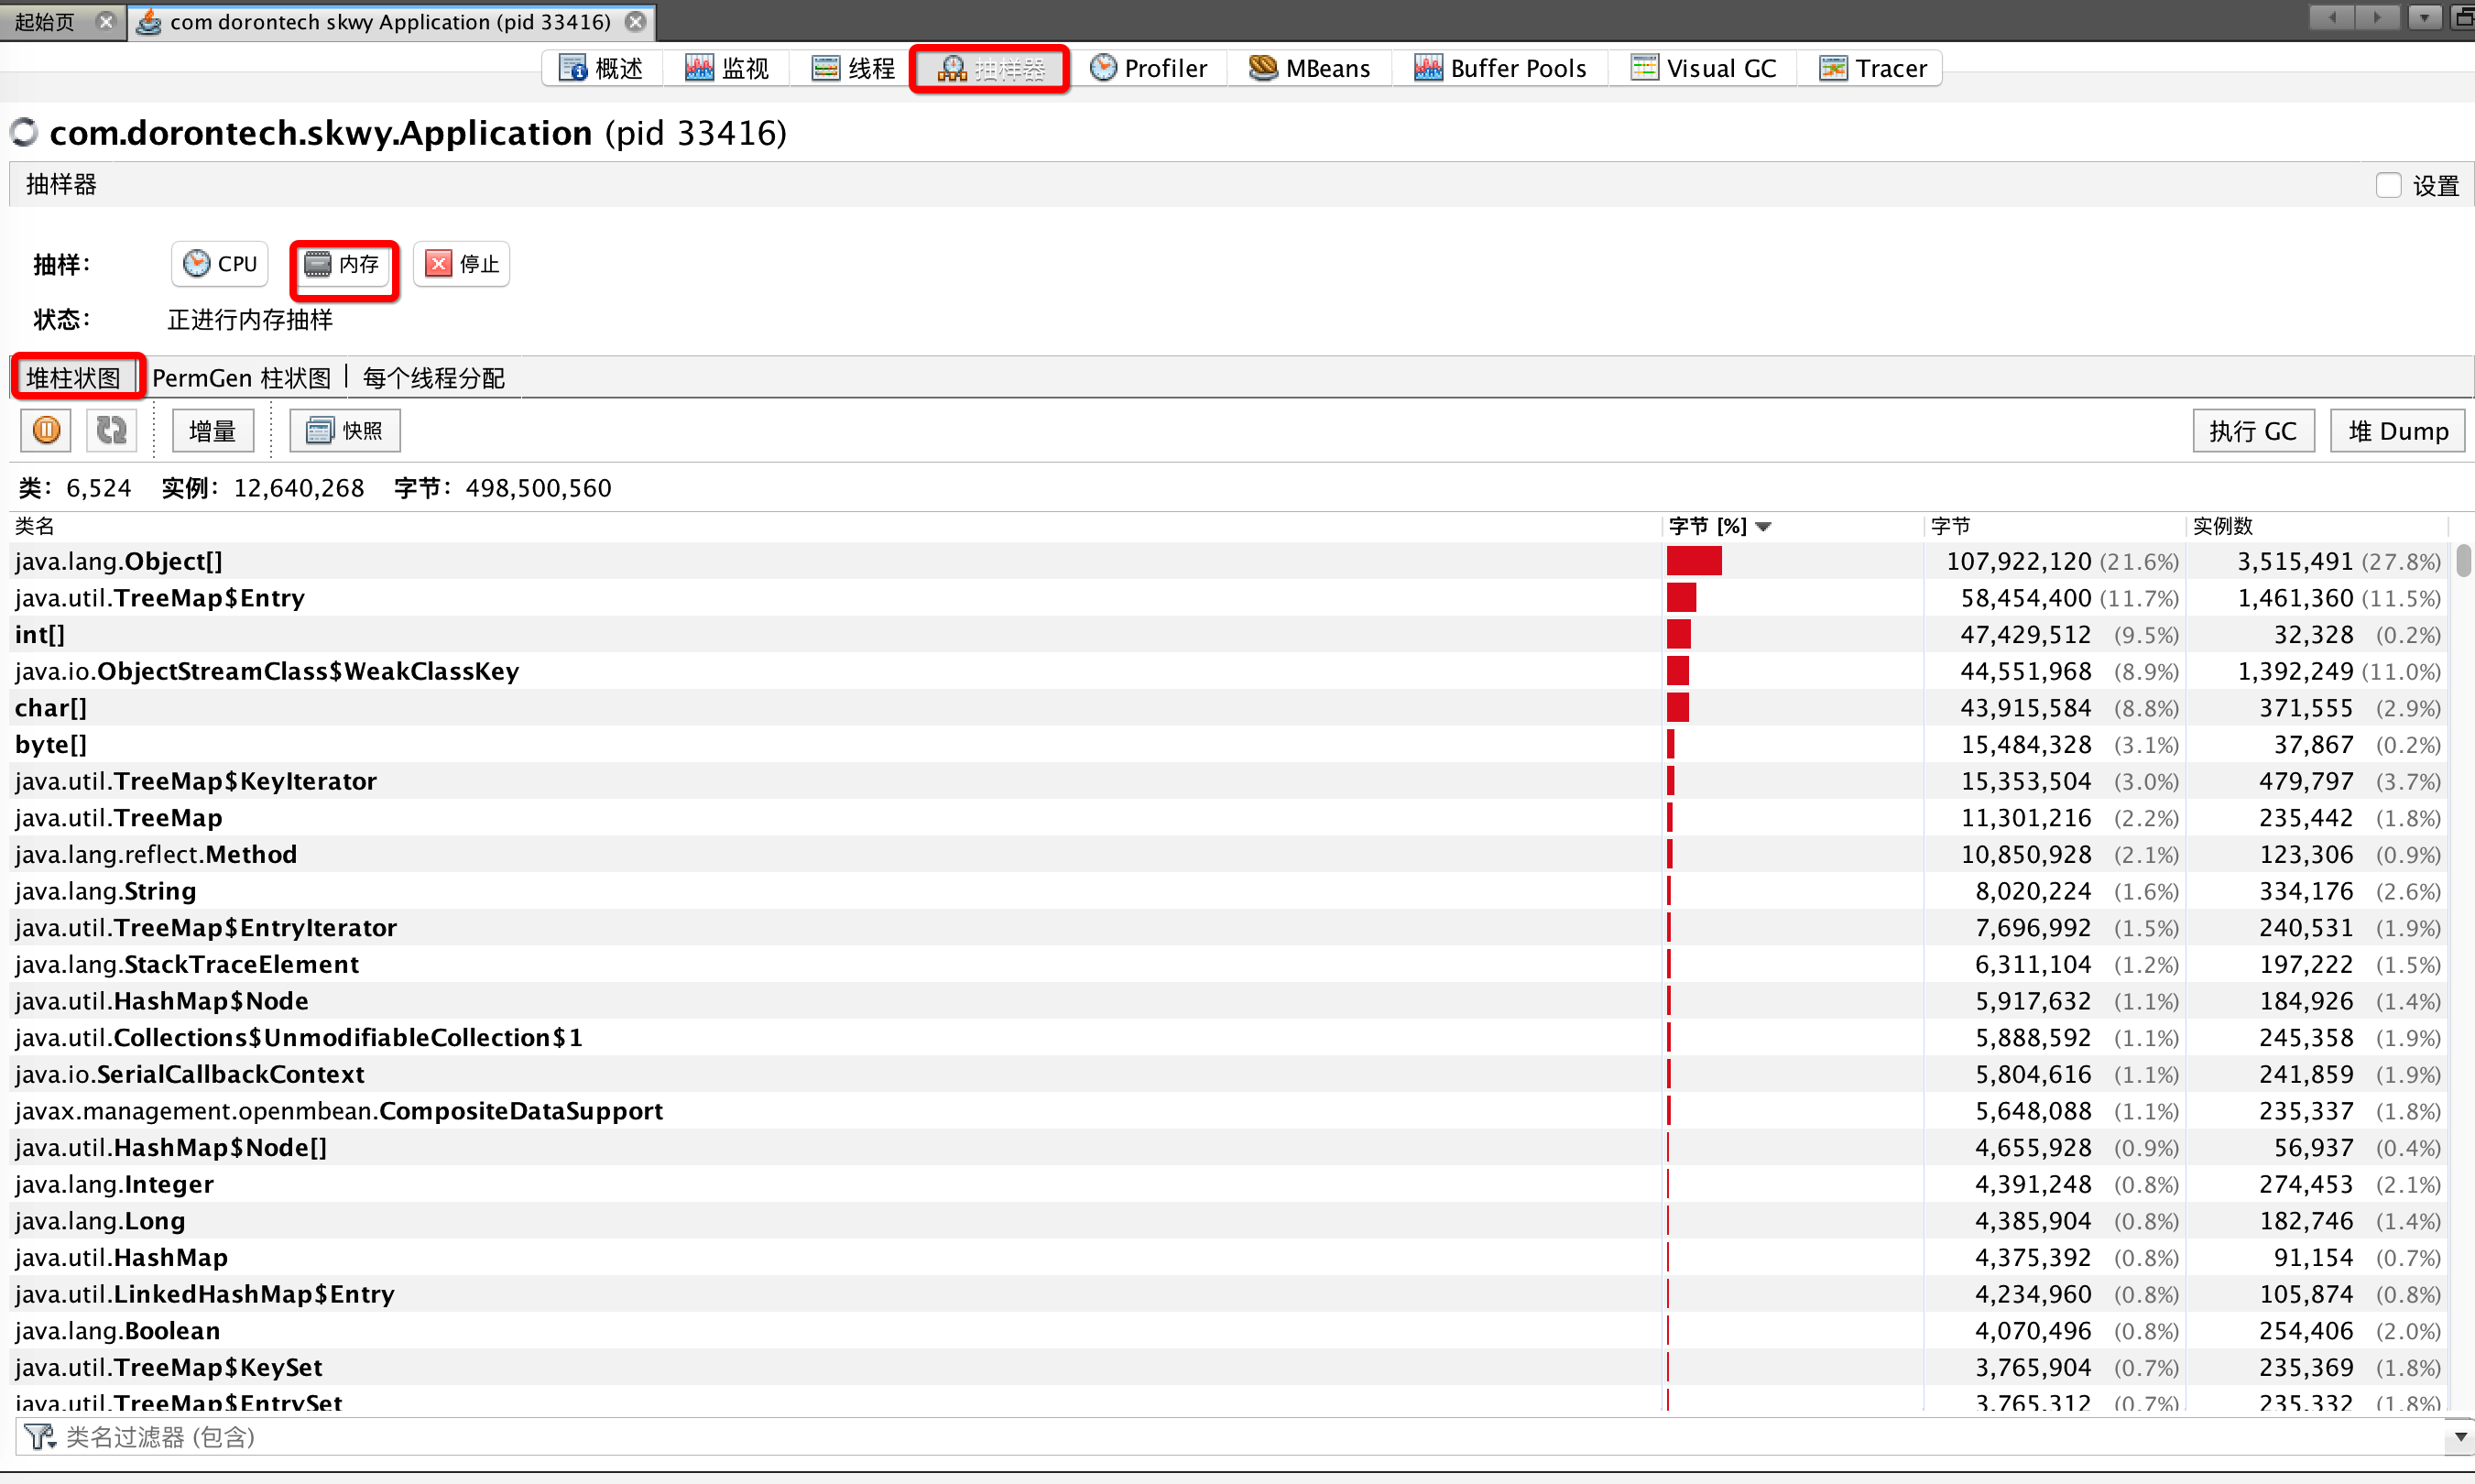 起始页
com dorontech skwy Application (pid 33416)
概述 监视 线程 抽样器 Profiler MBeans Buffer Pools Visual GC Tracer
com.dorontech.skwy.Application (pid 33416)
抽样器 设置
抽样： CPU 内存 停止
状态： 正进行内存抽样
堆柱状图 PermGen 柱状图 每个线程分配
增量 快照 执行 GC 堆 Dump
类： 6,524 实例： 12,640,268 字节： 498,500,560
类名 字节 [%] 字节 实例数
java.lang.Object[] 107,922,120 (21.6%) 3,515,491 (27.8%)
java.util.TreeMap$Entry 58,454,400 (11.7%) 1,461,360 (11.5%)
int[] 47,429,512 (9.5%) 32,328 (0.2%)
java.io.ObjectStreamClass$WeakClassKey 44,551,968 (8.9%) 1,392,249 (11.0%)
char[] 43,915,584 (8.8%) 371,555 (2.9%)
byte[] 15,484,328 (3.1%) 37,867 (0.2%)
java.util.TreeMap$KeyIterator 15,353,504 (3.0%) 479,797 (3.7%)
java.util.TreeMap 11,301,216 (2.2%) 235,442 (1.8%)
java.lang.reflect.Method 10,850,928 (2.1%) 123,306 (0.9%)
java.lang.String 8,020,224 (1.6%) 334,176 (2.6%)
java.util.TreeMap$EntryIterator 7,696,992 (1.5%) 240,531 (1.9%)
java.lang.StackTraceElement 6,311,104 (1.2%) 197,222 (1.5%)
java.util.HashMap$Node 5,917,632 (1.1%) 184,926 (1.4%)
java.util.Collections$UnmodifiableCollection$1 5,888,592 (1.1%) 245,358 (1.9%)
java.io.SerialCallbackContext 5,804,616 (1.1%) 241,859 (1.9%)
javax.management.openmbean.CompositeDataSupport 5,648,088 (1.1%) 235,337 (1.8%)
java.util.HashMap$Node[] 4,655,928 (0.9%) 56,937 (0.4%)
java.lang.Integer 4,391,248 (0.8%) 274,453 (2.1%)
java.lang.Long 4,385,904 (0.8%) 182,746 (1.4%)
java.util.HashMap 4,375,392 (0.8%) 91,154 (0.7%)
java.util.LinkedHashMap$Entry 4,234,960 (0.8%) 105,874 (0.8%)
java.lang.Boolean 4,070,496 (0.8%) 254,406 (2.0%)
java.util.TreeMap$KeySet 3,765,904 (0.7%) 235,369 (1.8%)
java.util.TreeMap$EntrySet 3,765,312 (0.7%) 235,332 (1.8%)
类名过滤器 (包含)